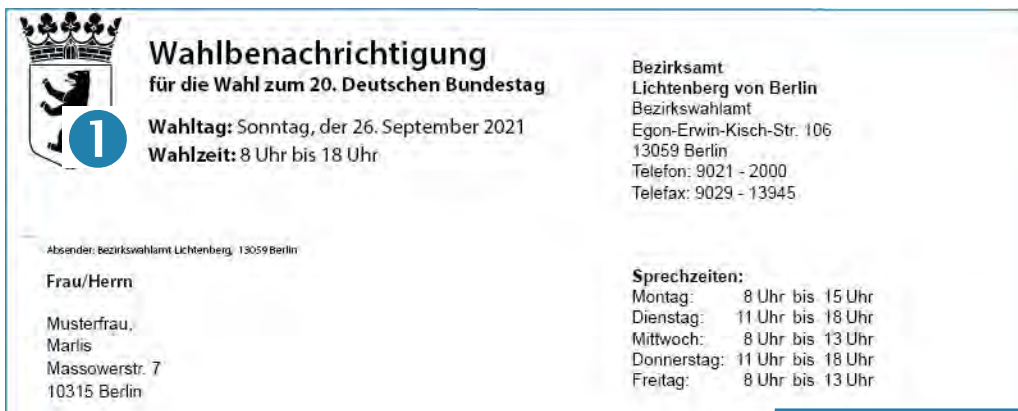 Wahlbenachrichtigung
für die Wahl zum 20. Deutschen Bundestag
Wahltag: Sonntag, der 26. September 2021
Wahlzeit: 8 Uhr bis 18 Uhr
1
Bezirksamt
Lichtenberg von Berlin
Bezirkswahlamt
Egon-Erwin-Kisch-Str. 106
13059 Berlin
Telefon: 9021 - 2000
Telefax: 9029 - 13945
Absender: Bezirkswahlamt Lichtenberg, 13059 Berlin
Frau/Herrn
Musterfrau,
Marlis
Massowerstr. 7
10315 Berlin
Sprechzeiten:
Montag: 8 Uhr bis 15 Uhr
Dienstag: 11 Uhr bis 18 Uhr
Mittwoch: 8 Uhr bis 13 Uhr
Donnerstag: 11 Uhr bis 18 Uhr
Freitag: 8 Uhr bis 13 Uhr